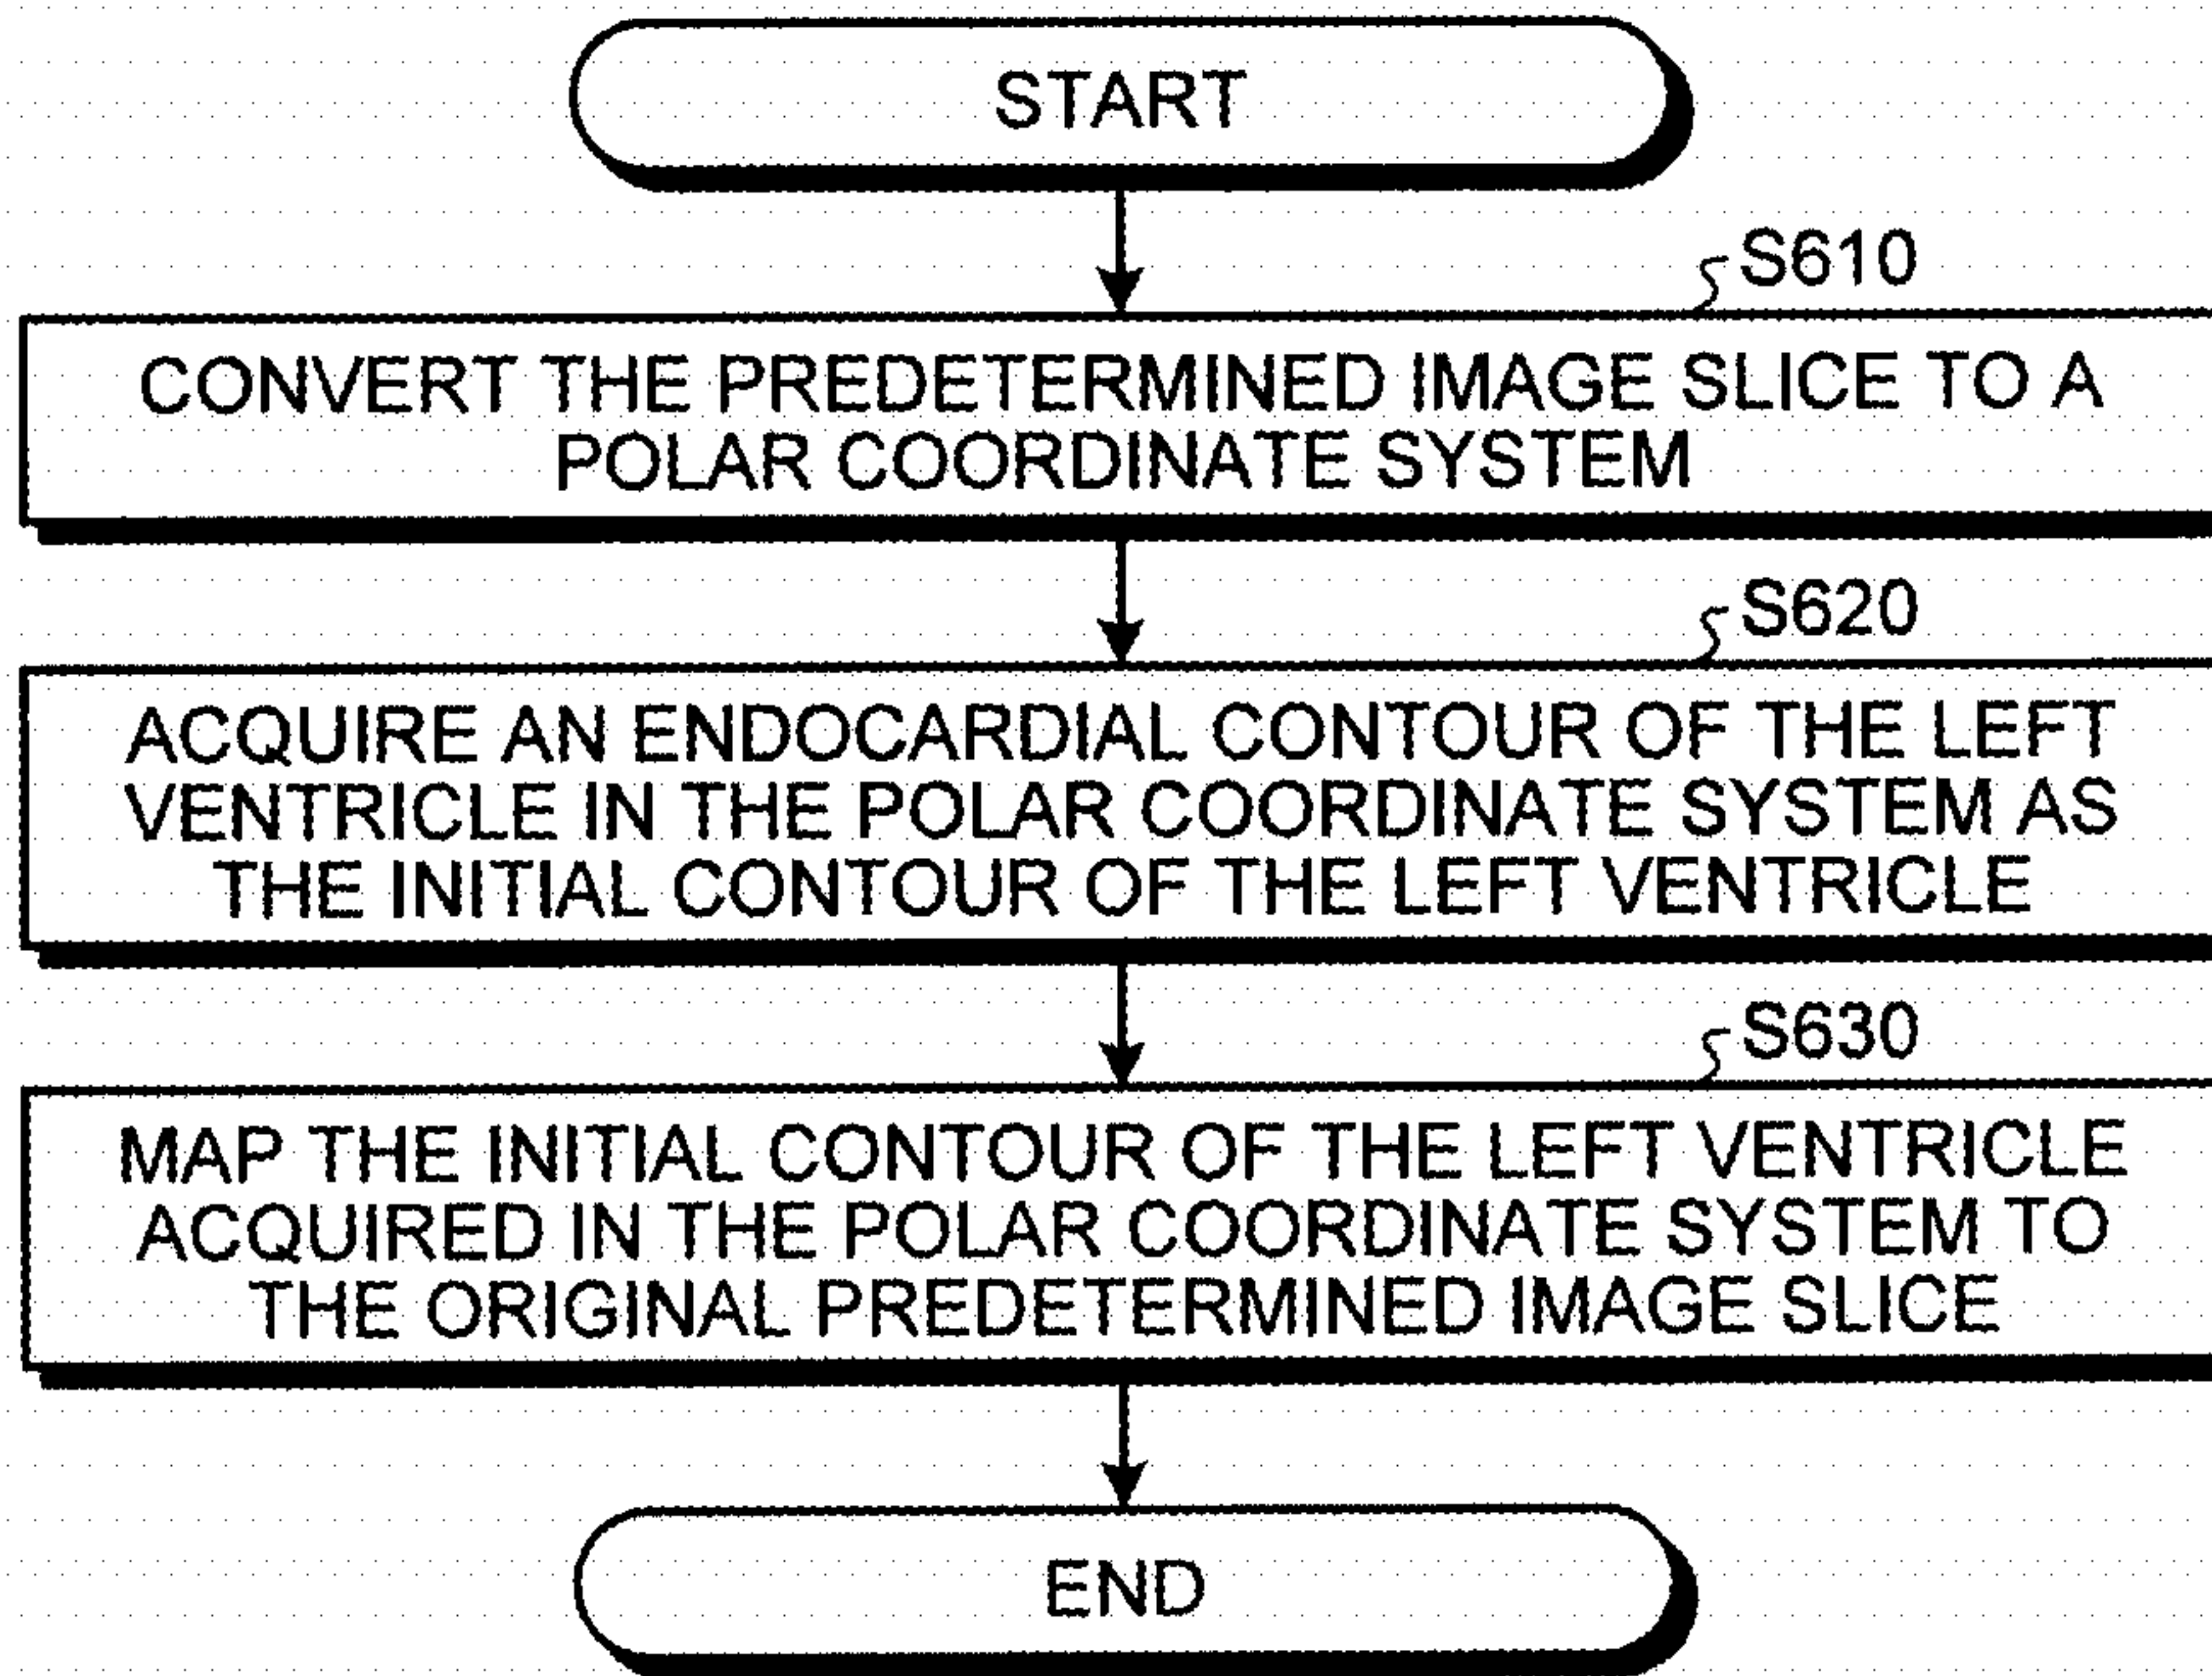 START
S610
CONVERT THE PREDETERMINED IMAGE SLICE TO A
POLAR COORDINATE SYSTEM
S620
ACQUIRE AN ENDOCARDIAL CONTOUR OF THE LEFT
VENTRICLE IN THE POLAR COORDINATE SYSTEM AS
THE INITIAL CONTOUR OF THE LEFT VENTRICLE
S630
MAP THE INITIAL CONTOUR OF THE LEFT VENTRICLE
ACQUIRED IN THE POLAR COORDINATE SYSTEM TO
THE ORIGINAL PREDETERMINED IMAGE SLICE
END